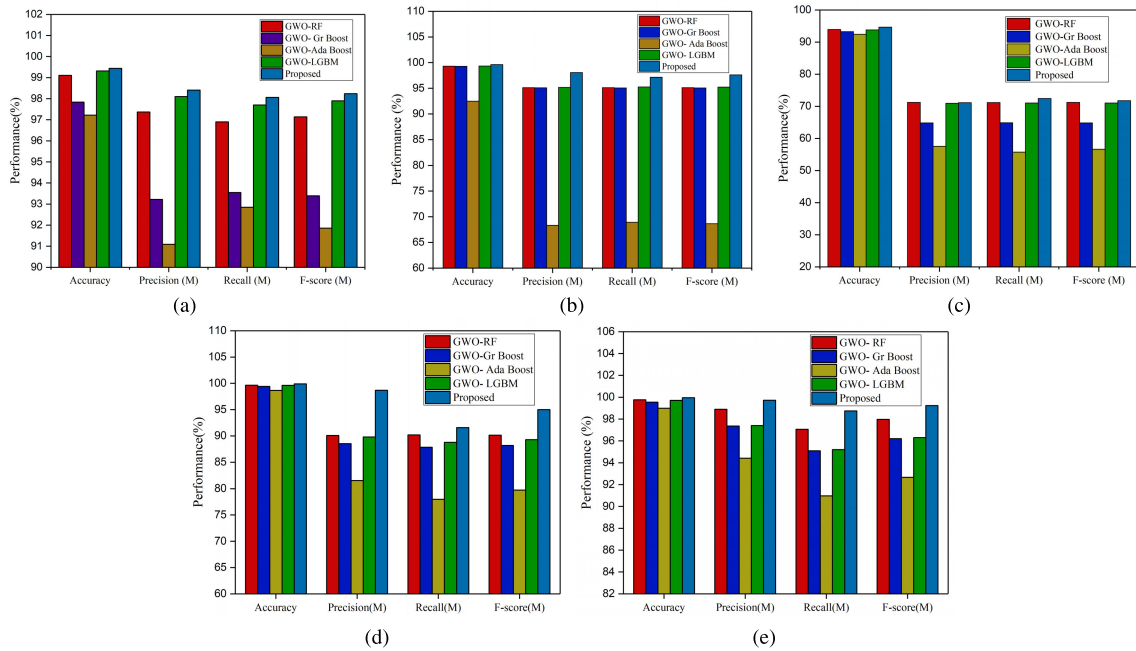 102
101
100
99
98
97
96
95
94
93
92
91
90
Performance(%)
Accuracy
Precision (M)
Recall (M)
F-score (M)
GWO-RF
GWO- Gr Boost
GWO-Ada Boost
GWO-LGBM
Proposed
(a)
110
105
100
95
90
85
80
75
70
65
60
Performance (%)
Accuracy
Precision (M)
Recall (M)
F-score (M)
GWO-RF
GWO-Gr Boost
GWO- Ada Boost
GWO- LGBM
Proposed
(b)
100
90
80
70
60
50
40
30
20
Performance(%)
Accuracy
Precision (M)
Recall (M)
F-score (M)
GWO-RF
GWO-Gr Boost
GWO-Ada Boost
GWO-LGBM
Proposed
(c)
110
105
100
95
90
85
80
75
70
65
60
Performance(%)
Accuracy
Precision(M)
Recall(M)
F-score(M)
GWO-RF
GWO-Gr Boost
GWO- Ada Boost
GWO- LGBM
Proposed
(d)
106
104
102
100
98
96
94
92
90
88
86
84
82
Performance (%)
Accuracy
Precision(M)
Recall(M)
F-score(M)
GWO- RF
GWO- Gr Boost
GWO- Ada Boost
GWO- LGBM
Proposed
(e)